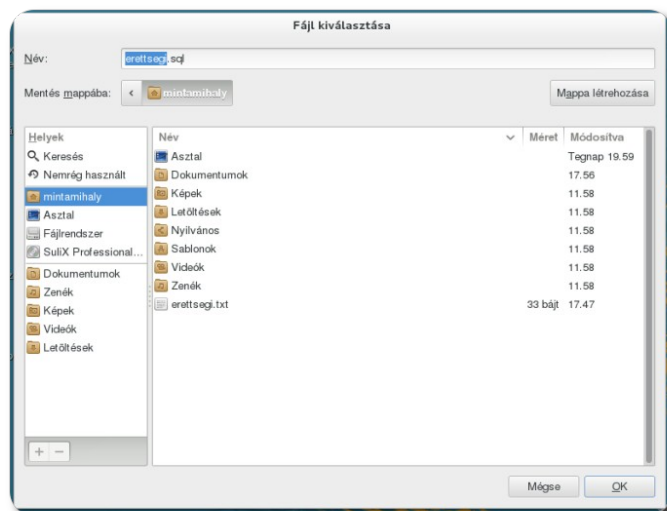 Fájl kiválasztása
Név: erettsegi.sql
Mentés mappába: < mintamihaly Mappa létrehozása
Helyek
Keresés
Nemrég használt
mintamihaly
Asztal
Fájlrendszer
SuliX Professional...
Dokumentumok
Zenék
Képek
Videók
Letöltések
Név Méret Módosítva
Asztal Tegnap 19.59
Dokumentumok 17.56
Képek 11.58
Letöltések 11.58
Nyilvános 11.58
Sablonok 11.58
Videók 11.58
Zenék 11.58
erettsegi.txt 33 bájt 17.47
+ −
Mégse OK